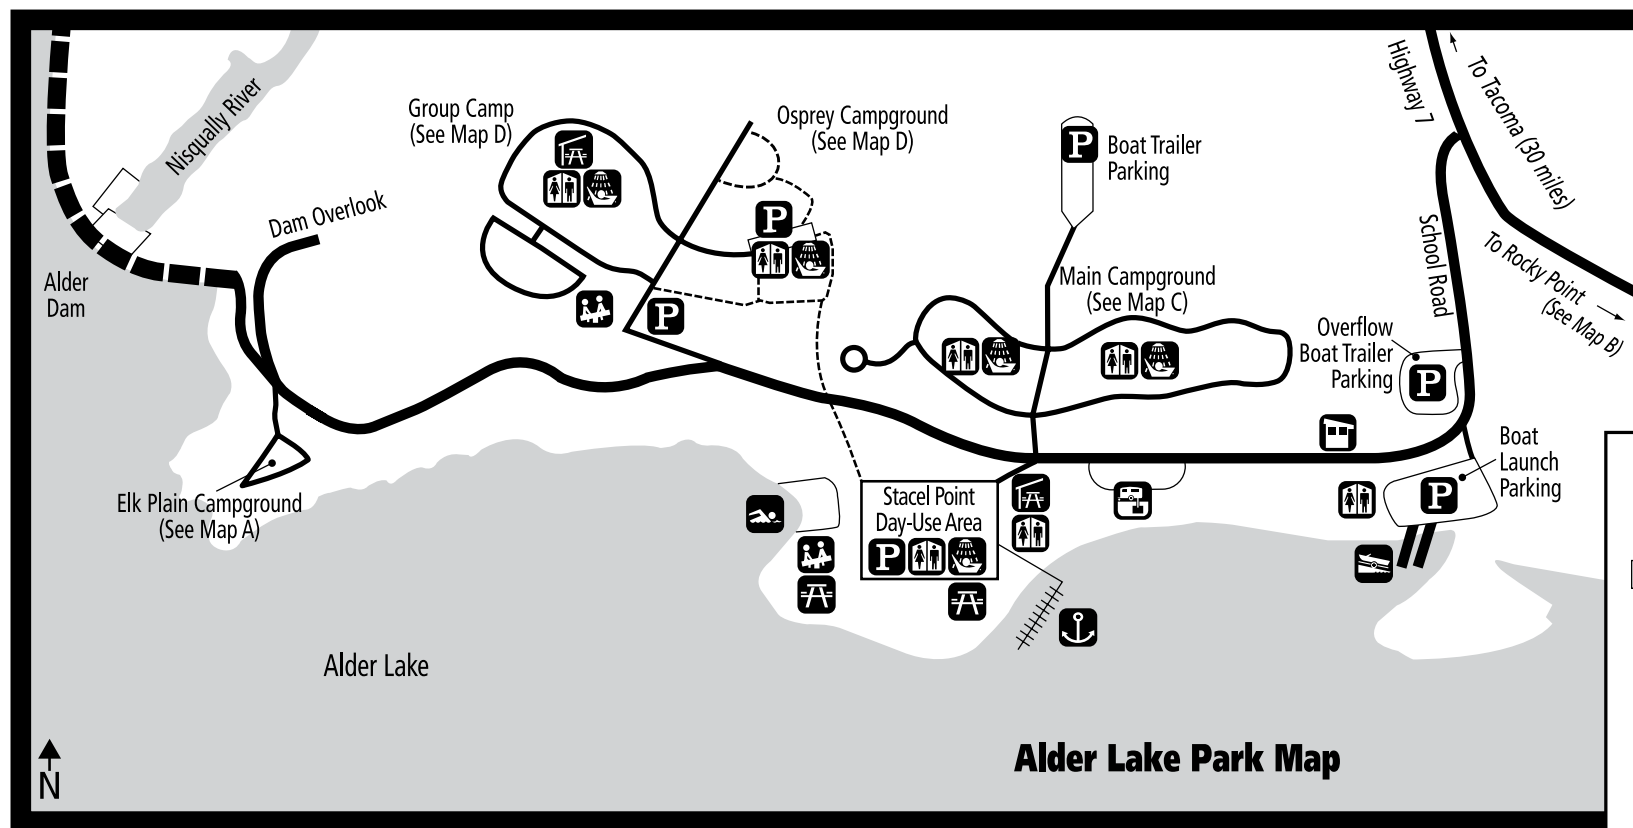 Nisqually River
Group Camp
(See Map D)
Osprey Campground
(See Map D)
P
Boat Trailer
Parking
Highway 7
To Tacoma (30 miles)
Dam Overlook
P
School Road
To Rocky Point
(See Map B)
Alder
Dam
Main Campground
(See Map C)
P
Overflow
Boat Trailer
Parking
P
Elk Plain Campground
(See Map A)
Stacel Point
Day-Use Area
P
Boat
Launch
Parking
P
Alder Lake
Alder Lake Park Map
N